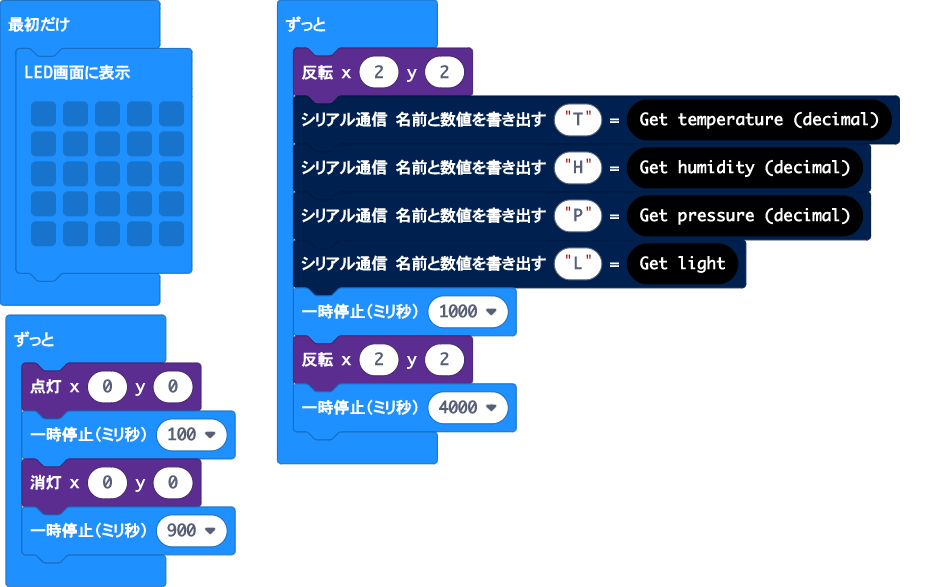 最初だけ
LED画面に表示
ずっと
点灯 x 0 y 0
一時停止(ミリ秒) 100
消灯 x 0 y 0
一時停止(ミリ秒) 900
ずっと
反転 x 2 y 2
シリアル通信 名前と数値を書き出す "T" = Get temperature (decimal)
シリアル通信 名前と数値を書き出す "H" = Get humidity (decimal)
シリアル通信 名前と数値を書き出す "P" = Get pressure (decimal)
シリアル通信 名前と数値を書き出す "L" = Get light
一時停止(ミリ秒) 1000
反転 x 2 y 2
一時停止(ミリ秒) 4000